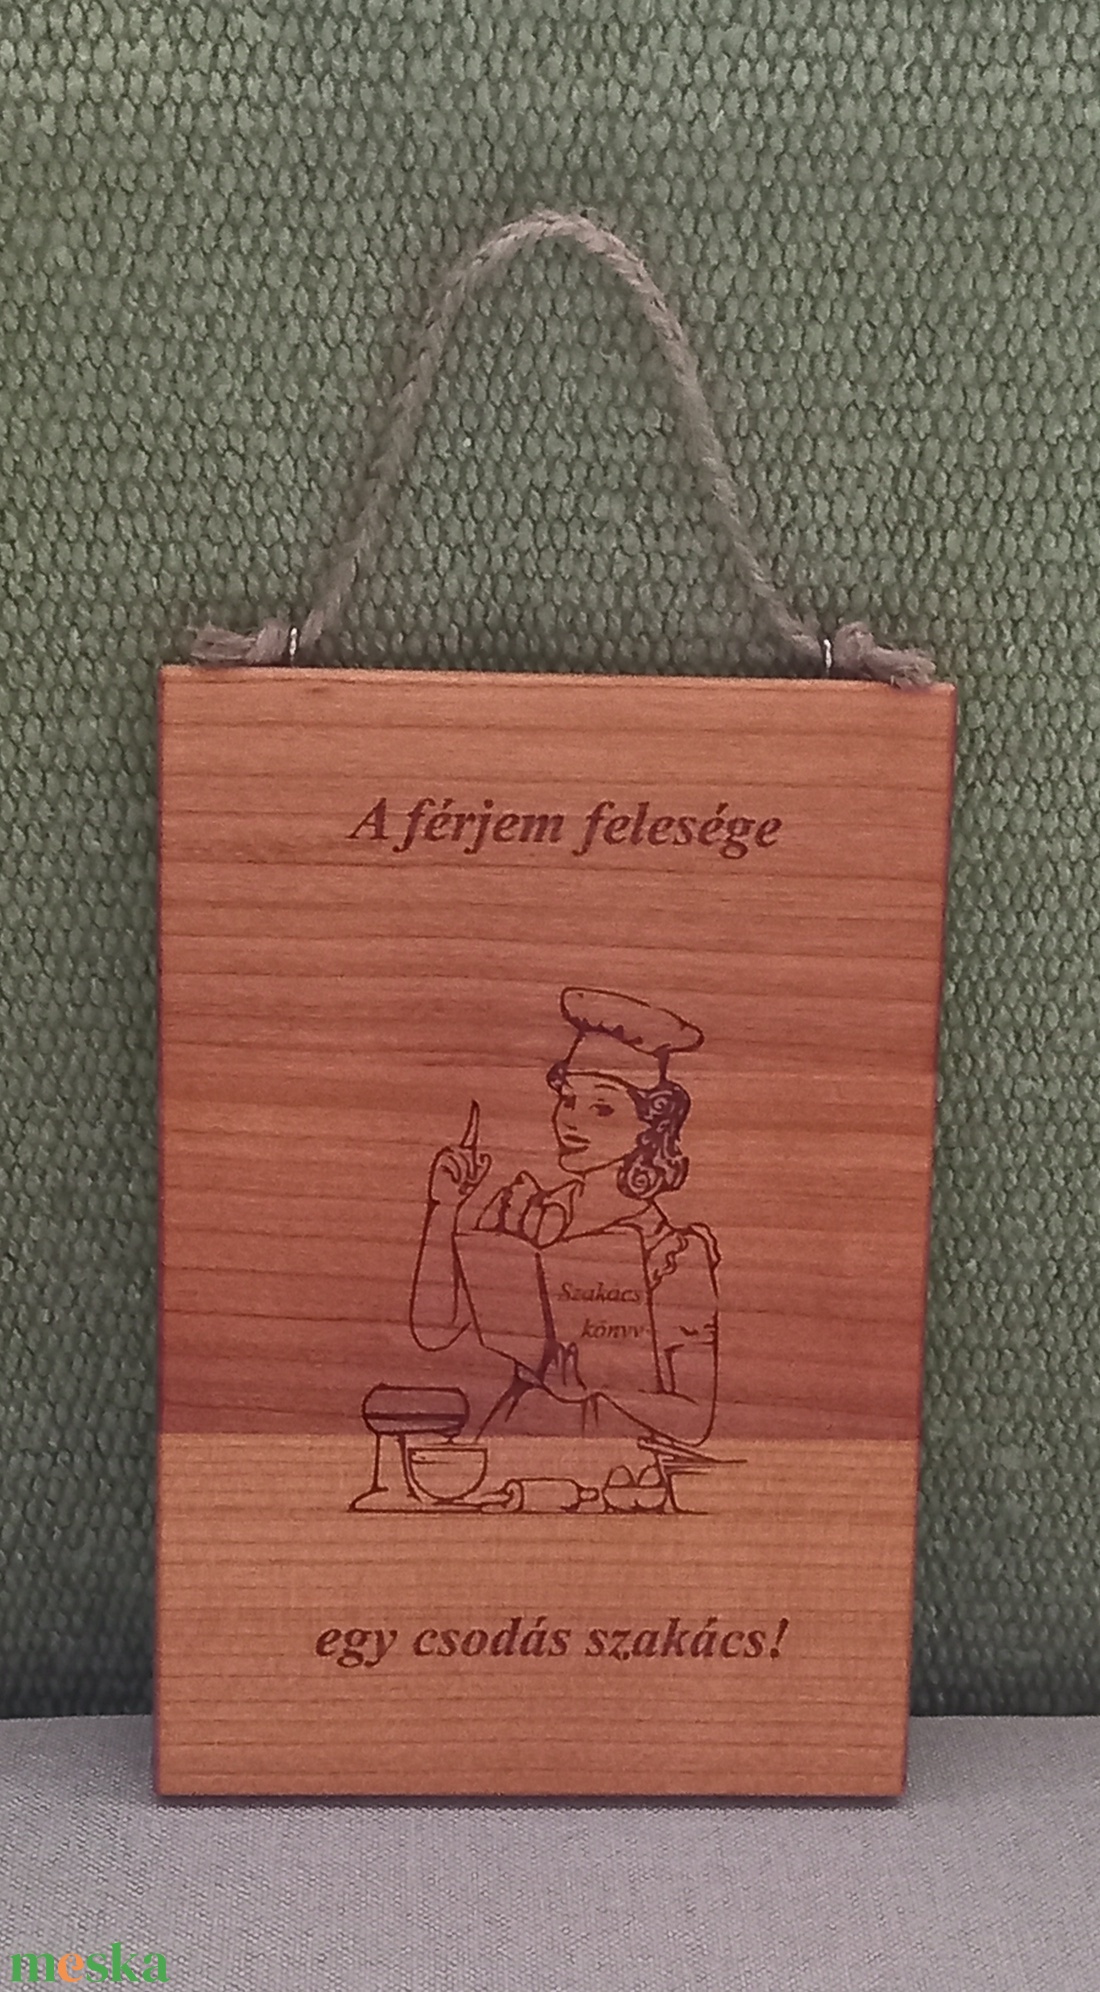 A férjem felesége
Szakács
könyv
egy csodás szakács!
meska